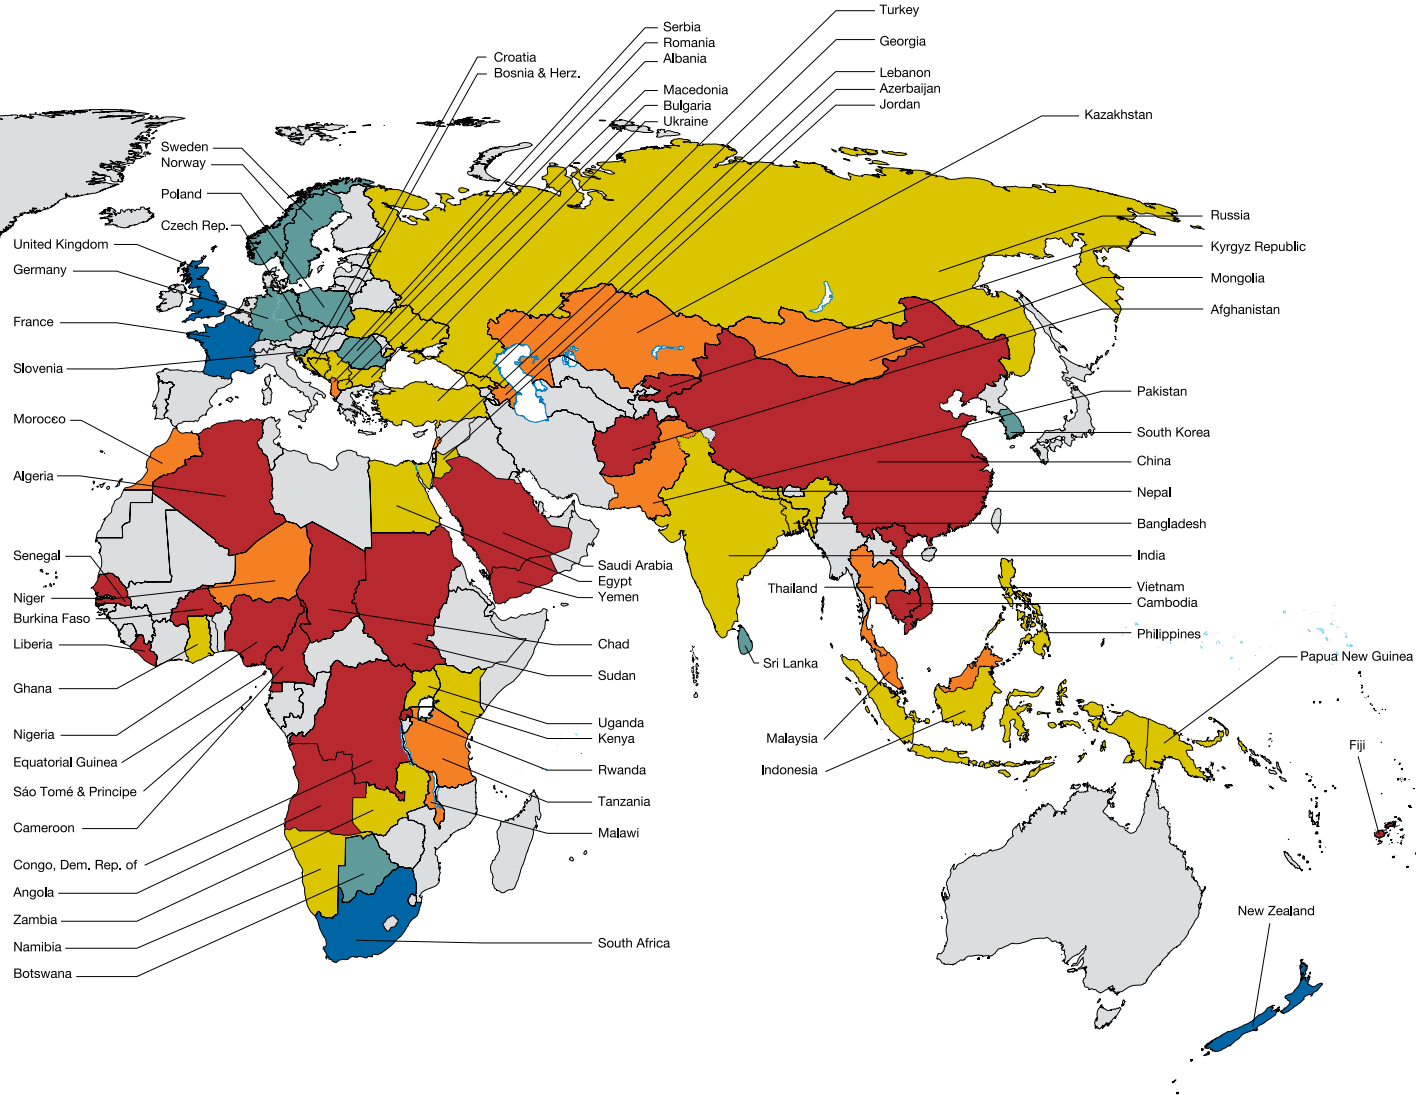 Turkey
Georgia
Lebanon
Azerbaijan
Jordan
Serbia
Romania
Albania
Macedonia
Bulgaria
Ukraine
Croatia
Bosnia & Herz.
Kazakhstan
Sweden
Norway
Poland
Czech Rep.
United Kingdom
Germany
France
Slovenia
Morocco
Algeria
Senegal
Niger
Burkina Faso
Liberia
Ghana
Nigeria
Equatorial Guinea
Sáo Tomé & Principe
Cameroon
Congo, Dem. Rep. of
Angola
Zambia
Namibia
Botswana
Saudi Arabia
Egypt
Yemen
Chad
Sudan
Uganda
Kenya
Rwanda
Tanzania
Malawi
South Africa
Russia
Kyrgyz Republic
Mongolia
Afghanistan
Pakistan
South Korea
China
Nepal
Bangladesh
India
Thailand
Vietnam
Cambodia
Philippines
Sri Lanka
Papua New Guinea
Malaysia
Indonesia
Fiji
New Zealand